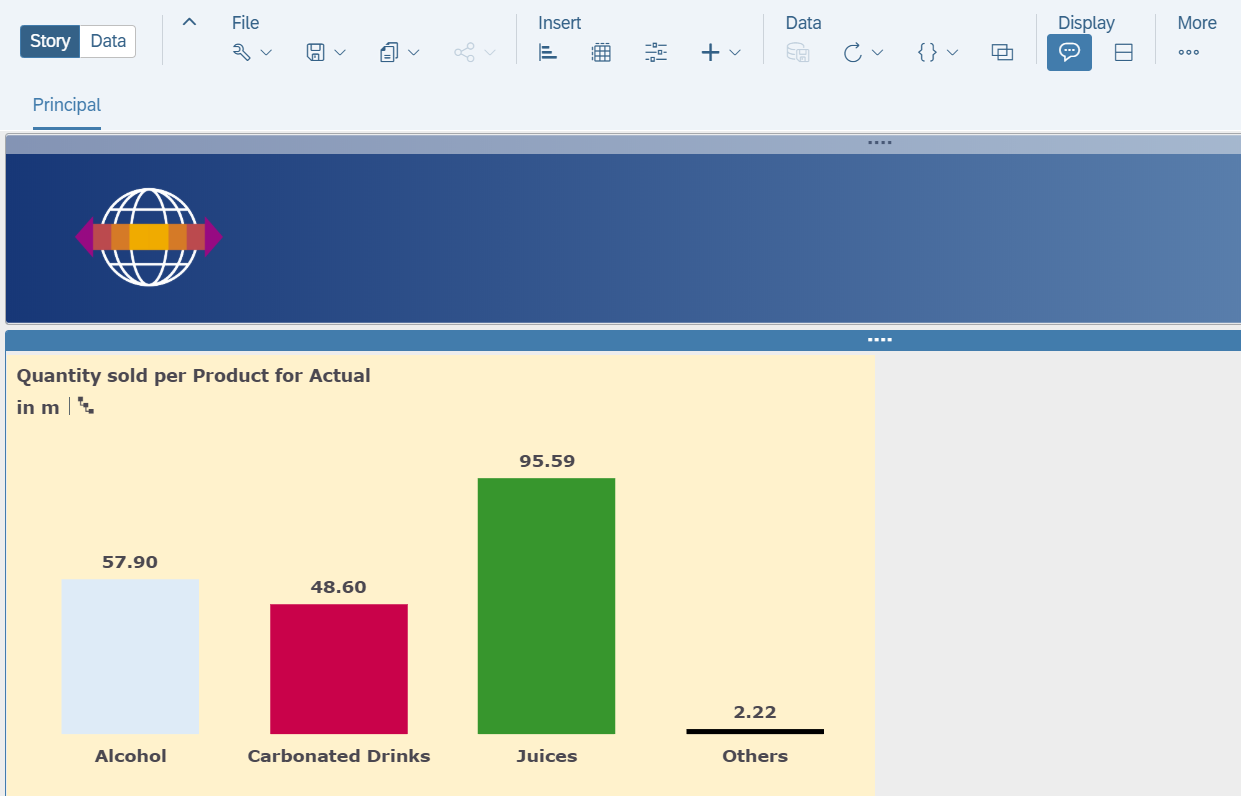 File
Insert
Data
Display
More
Story
Data
Principal
Quantity sold per Product for Actual
in m
95.59
57.90
48.60
2.22
Alcohol
Carbonated Drinks
Juices
Others